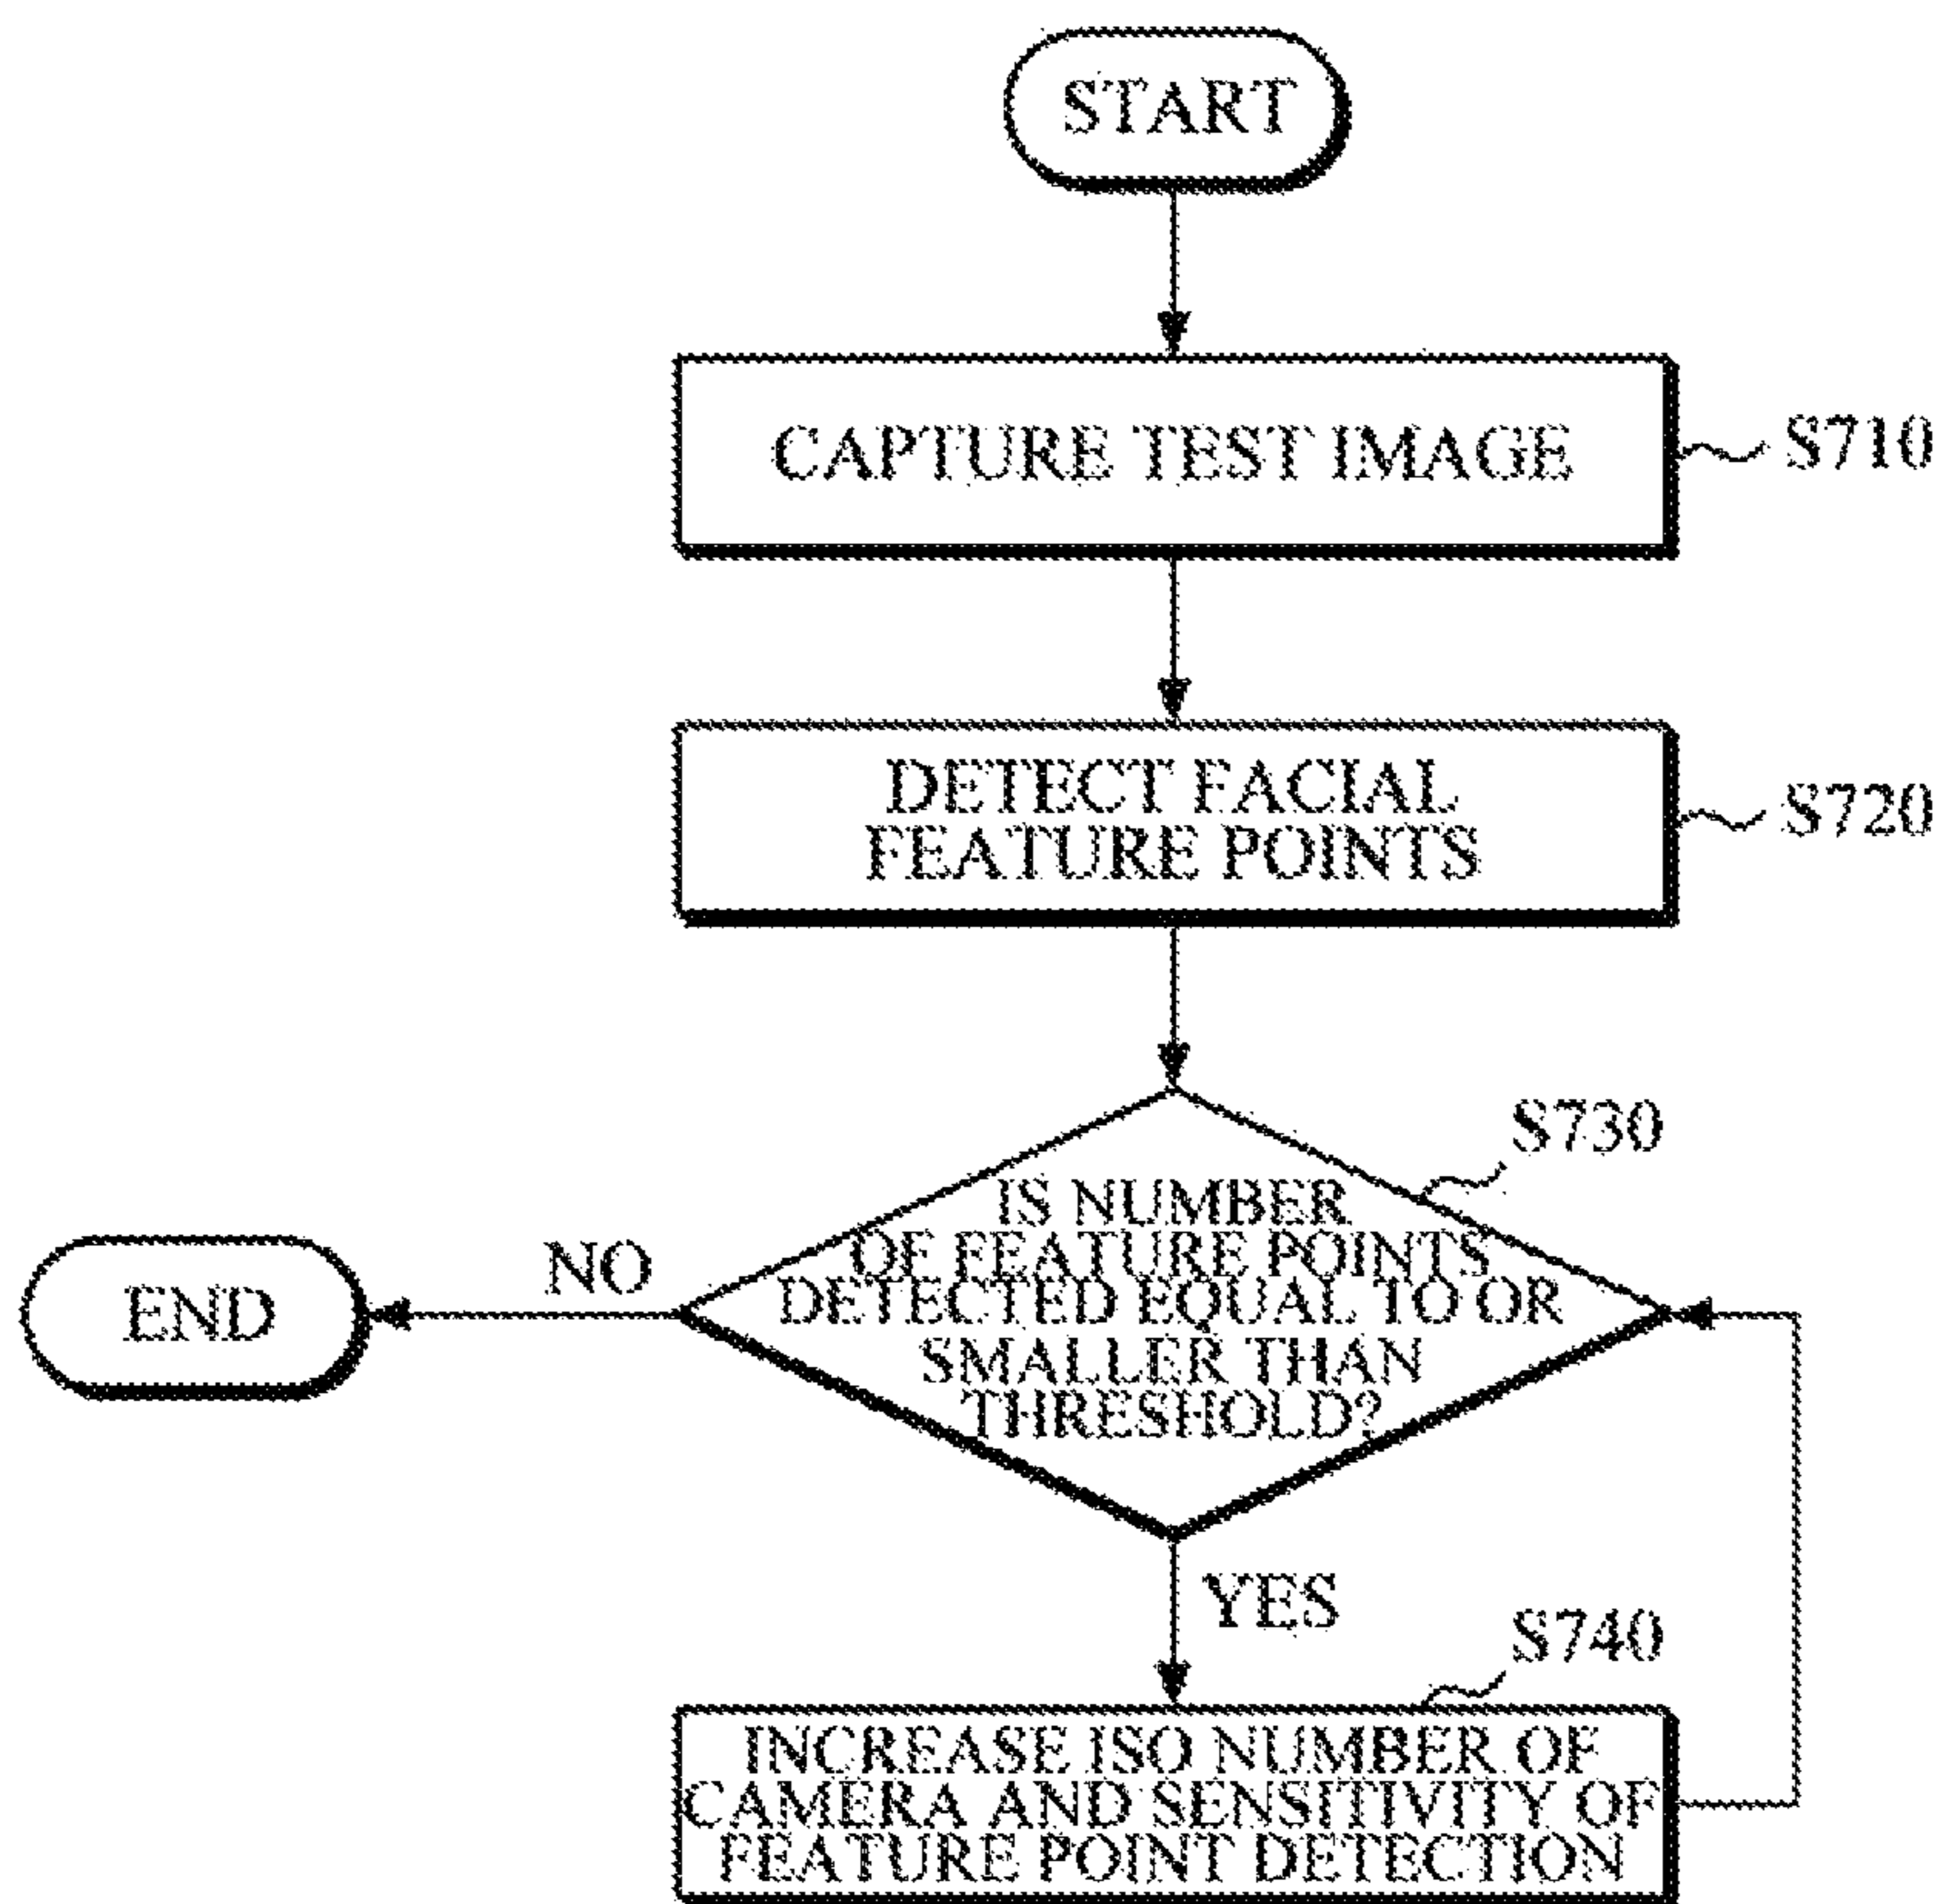 START
CAPTURE TEST IMAGE
S710
DETECT FACIAL
FEATURE POINTS
S720
S730
IS NUMBER
OF FEATURE POINTS
DETECTED EQUAL TO OR
SMALLER THAN
THRESHOLD?
NO
END
YES
S740
INCREASE ISO NUMBER OF
CAMERA AND SENSITIVITY OF
FEATURE POINT DETECTION